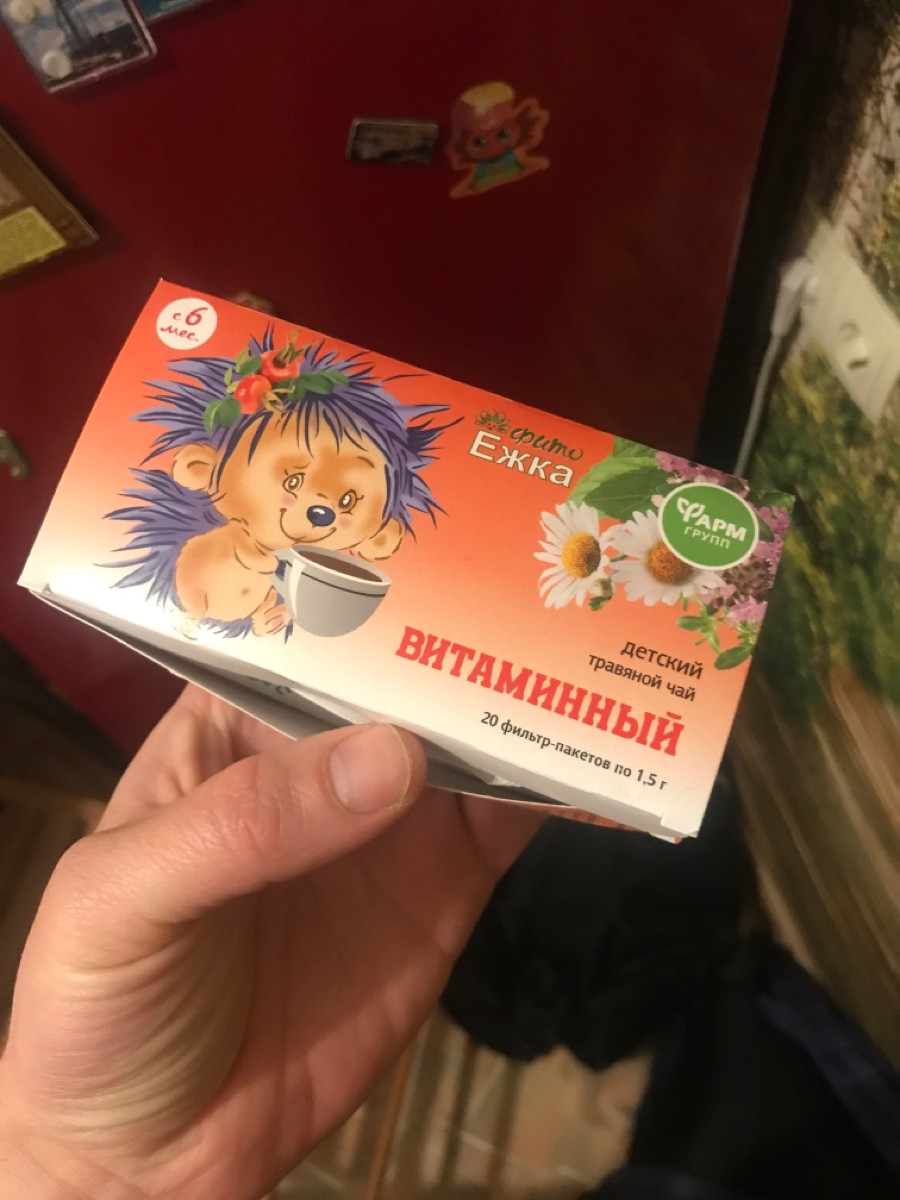 с 6
мес.
фито
Ежка
ФАРМ
ГРУПП
детский
травяной чай
ВИТАМИННЫЙ
20 фильтр-пакетов по 1,5 г